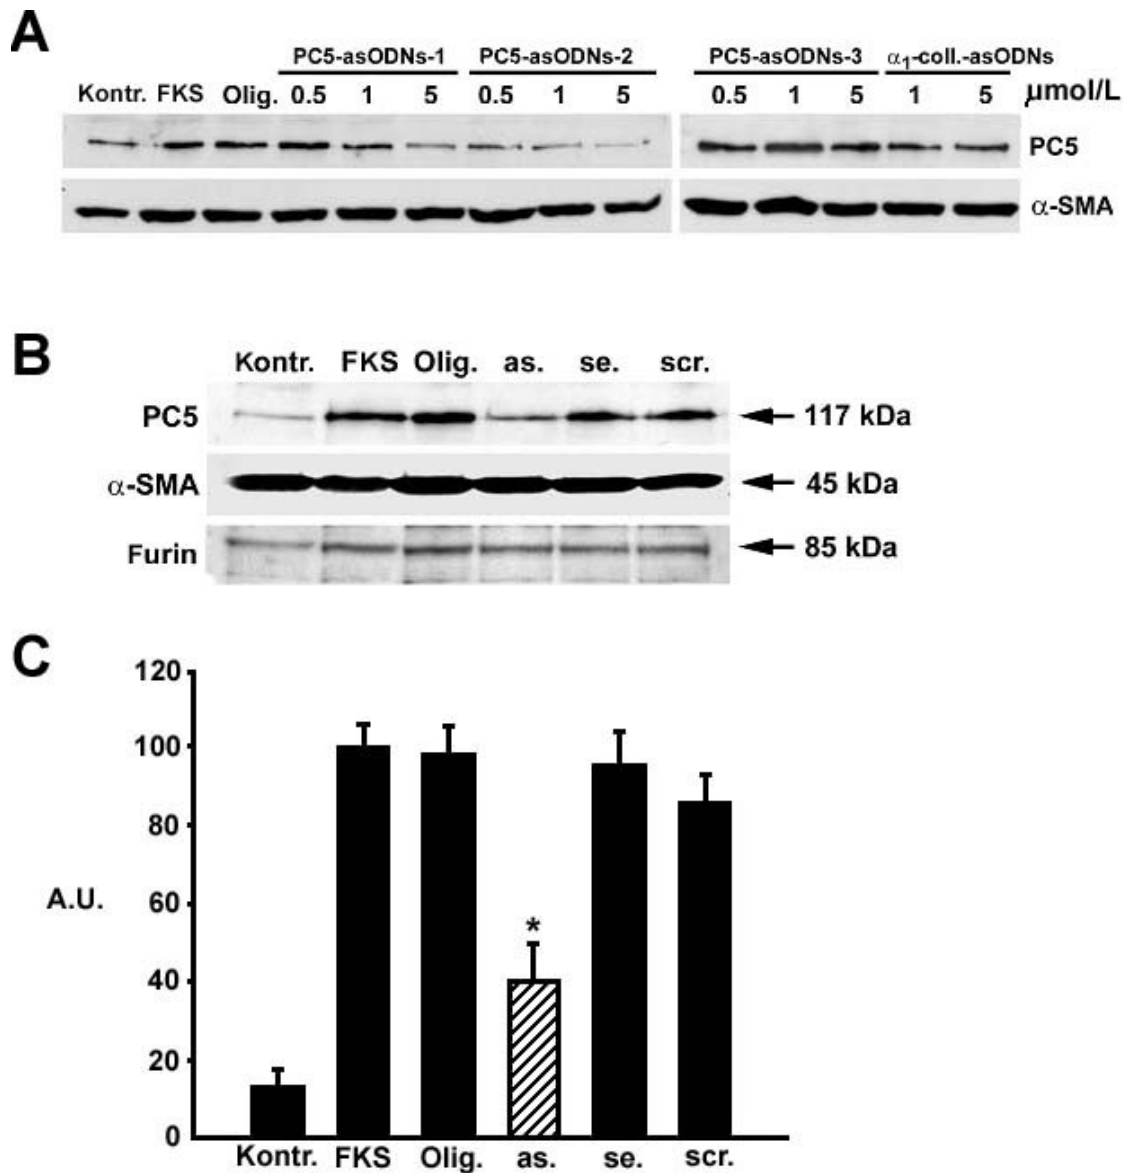 A
PC5-asODNs-1 PC5-asODNs-2 PC5-asODNs-3 α1-coll.-asODNs
Kontr. FKS Olig. 0.5 1 5 0.5 1 5 0.5 1 5 1 5 μmol/L
PC5
α-SMA
B
Kontr. FKS Olig. as. se. scr.
PC5 117 kDa
α-SMA 45 kDa
Furin 85 kDa
C
120
100
80
A.U.
60
*
40
20
0
Kontr. FKS Olig. as. se. scr.